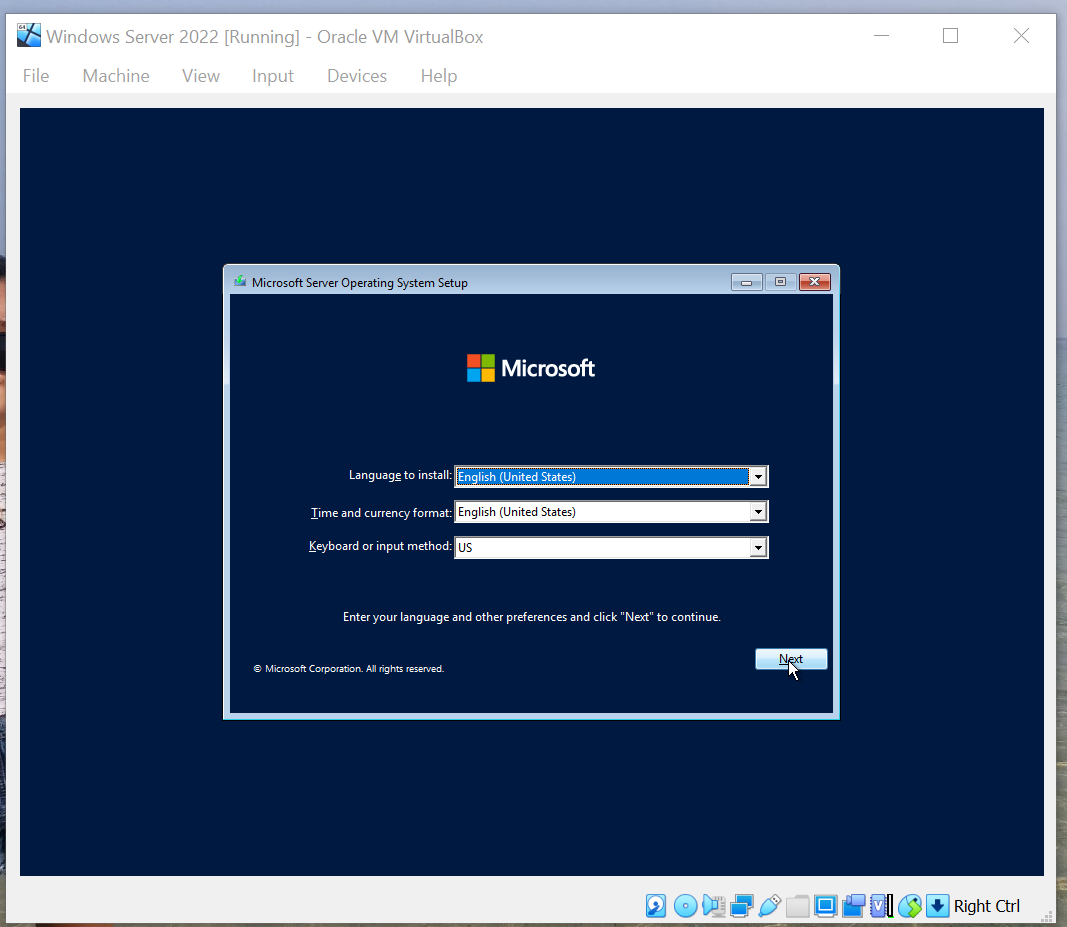 Windows Server 2022 [Running] - Oracle VM VirtualBox
File Machine View Input Devices Help
Microsoft Server Operating System Setup
Microsoft
Language to install: English (United States)
Time and currency format: English (United States)
Keyboard or input method: US
Enter your language and other preferences and click "Next" to continue.
Next
© Microsoft Corporation. All rights reserved.
Right Ctrl